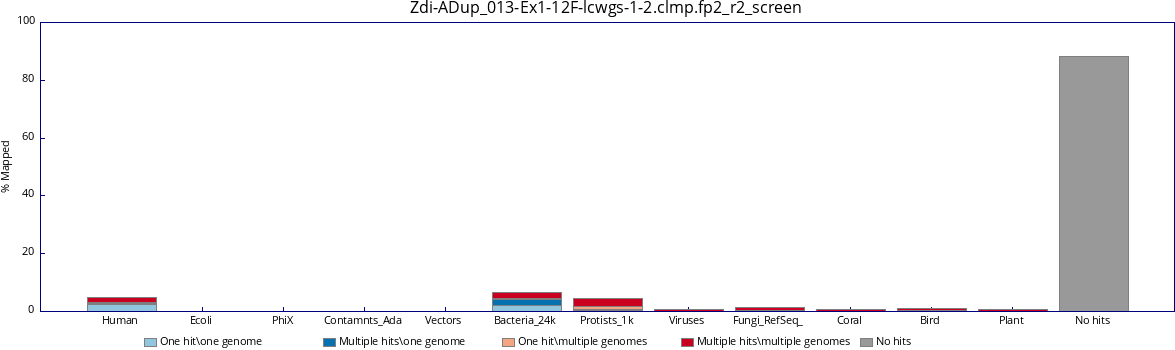 Zdi-ADup_013-Ex1-12F-lcwgs-1-2.clmp.fp2_r2_screen
100
80
60
40
20
0
% Mapped
Human Ecoli PhiX Contamnts_Ada Vectors Bacteria_24k Protists_1k Viruses Fungi_RefSeq_ Coral Bird Plant No hits
One hit\one genome Multiple hits\one genome One hit\multiple genomes Multiple hits\multiple genomes No hits